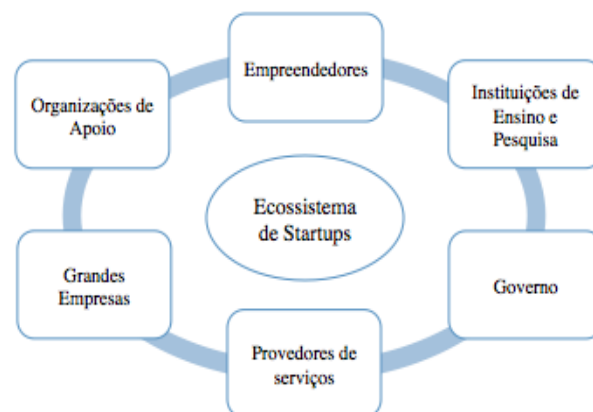 Empreendedores
Instituições de
Ensino e
Pesquisa
Governo
Provedores de
serviços
Grandes
Empresas
Organizações de
Apoio
Ecossistema
de Startups